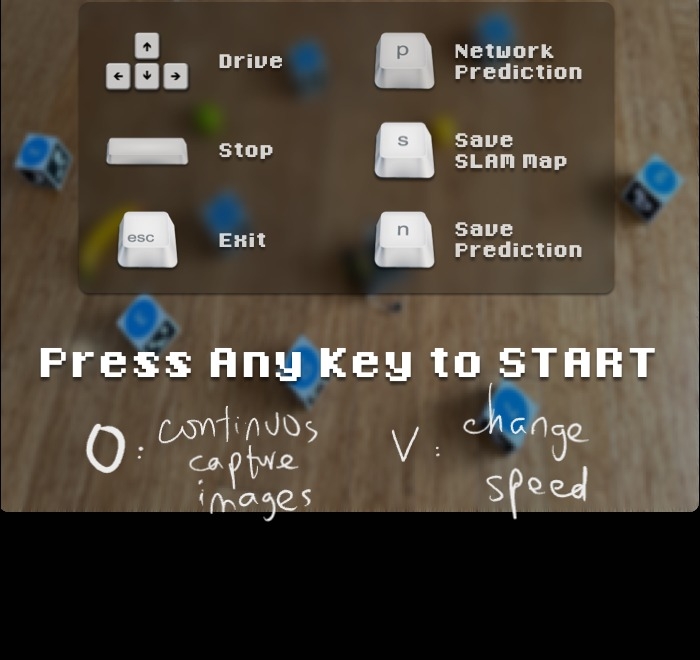 Drive
p
Network
Prediction
Stop
s
Save
SLAM Map
esc
Exit
n
Save
Prediction
Press Any Key to START
O: continuos
capture
images
V: change
speed